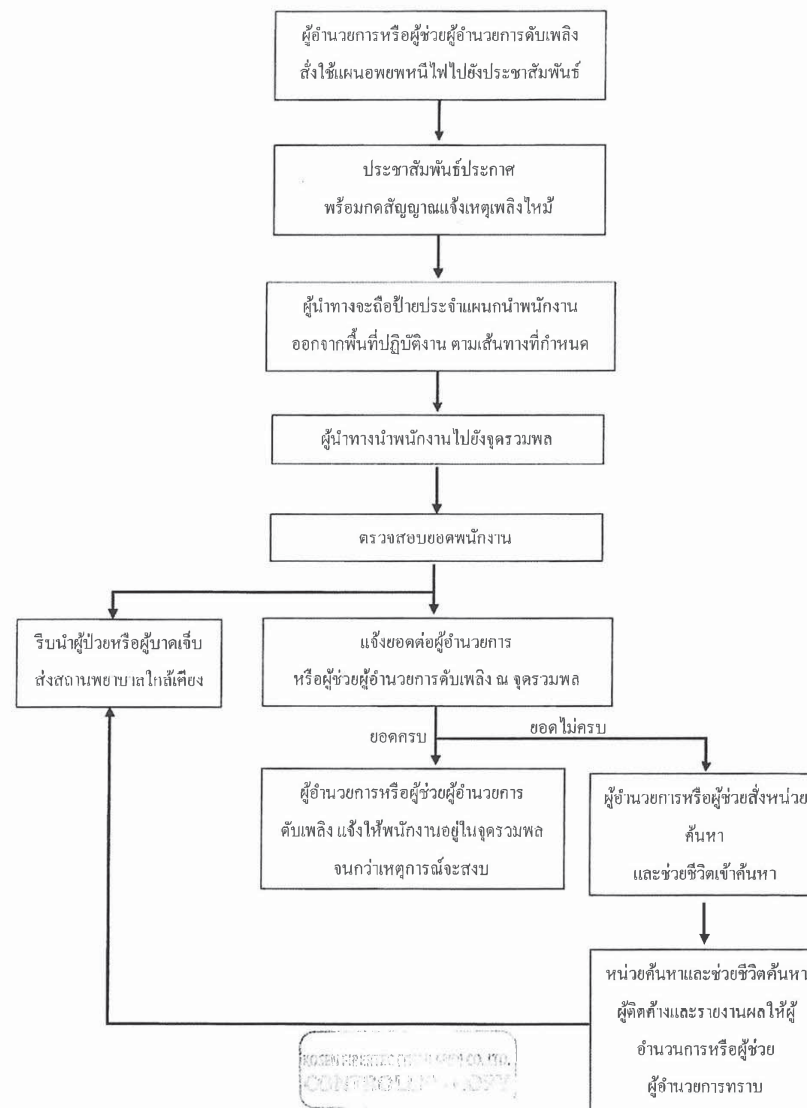 ผู้อำนวยการหรือผู้ช่วยผู้อำนวยการดับเพลิง
สั่งใช้แผนอพยพหนีไฟไปยังประชาสัมพันธ์
ประชาสัมพันธ์ประกาศ
พร้อมกดสัญญาณแจ้งเหตุเพลิงไหม้
ผู้นำทางจะถือป้ายประจำแผนกนำพนักงาน
ออกจากพื้นที่ปฏิบัติงาน ตามเส้นทางที่กำหนด
ผู้นำทางนำพนักงานไปยังจุดรวมพล
ตรวจสอบยอดพนักงาน
รีบนำผู้ป่วยหรือผู้บาดเจ็บ
ส่งสถานพยาบาลใกล้เคียง
แจ้งยอดต่อผู้อำนวยการ
หรือผู้ช่วยผู้อำนวยการดับเพลิง ณ จุดรวมพล
ยอดครบ
ยอดไม่ครบ
ผู้อำนวยการหรือผู้ช่วยผู้อำนวยการ
ดับเพลิง แจ้งให้พนักงานอยู่ในจุดรวมพล
จนกว่าเหตุการณ์จะสงบ
ผู้อำนวยการหรือผู้ช่วยสั่งหน่วย
ค้นหา
และช่วยชีวิตเข้าค้นหา
หน่วยค้นหาและช่วยชีวิตค้นหา
ผู้ติดค้างและรายงานผลให้ผู้
อำนวนการหรือผู้ช่วย
ผู้อำนวยการทราบ
CO., LTD.
COPY